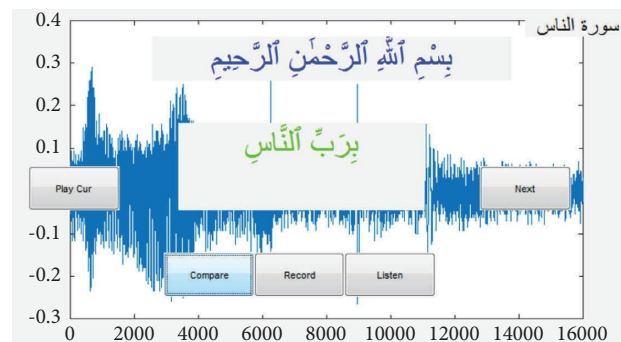 سورة الناس
0.4
بِسْمِ ٱللَّهِ ٱلرَّحْمَٰنِ ٱلرَّحِيمِ
0.3
0.2
بِرَبِّ ٱلنَّاسِ
0.1
Play Cur
Next
-0.1
-0.2
Compare Record Listen
-0.3
0 2000 4000 6000 8000 10000 12000 14000 16000